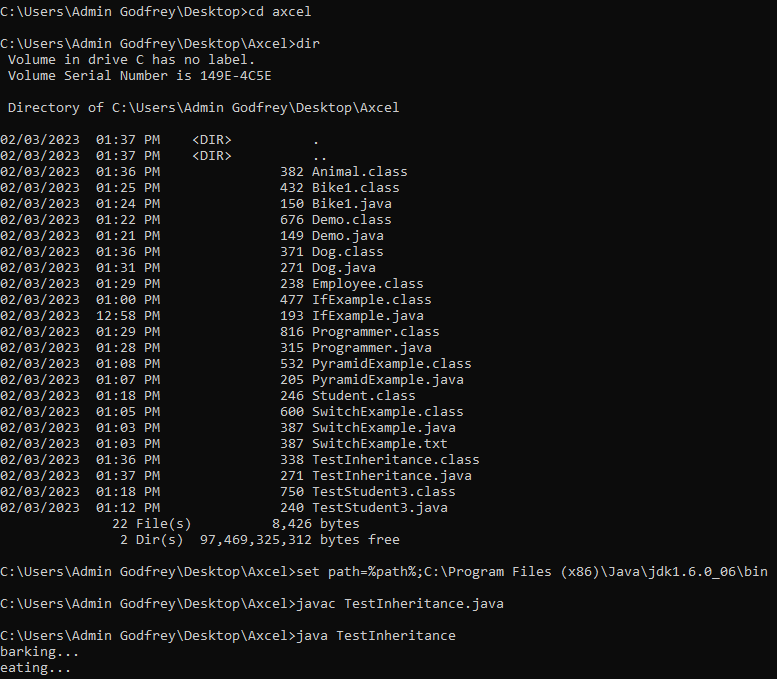 C:\Users\Admin Godfrey\Desktop>cd axcel
C:\Users\Admin Godfrey\Desktop\Axcel>dir
 Volume in drive C has no label.
 Volume Serial Number is 149E-4C5E
 Directory of C:\Users\Admin Godfrey\Desktop\Axcel
02/03/2023  01:37 PM    <DIR>          .
02/03/2023  01:37 PM    <DIR>          ..
02/03/2023  01:36 PM               382 Animal.class
02/03/2023  01:25 PM               432 Bike1.class
02/03/2023  01:24 PM               150 Bike1.java
02/03/2023  01:22 PM               676 Demo.class
02/03/2023  01:21 PM               149 Demo.java
02/03/2023  01:36 PM               371 Dog.class
02/03/2023  01:31 PM               271 Dog.java
02/03/2023  01:29 PM               238 Employee.class
02/03/2023  01:00 PM               477 IfExample.class
02/03/2023  12:58 PM               193 IfExample.java
02/03/2023  01:29 PM               816 Programmer.class
02/03/2023  01:28 PM               315 Programmer.java
02/03/2023  01:08 PM               532 PyramidExample.class
02/03/2023  01:07 PM               205 PyramidExample.java
02/03/2023  01:18 PM               246 Student.class
02/03/2023  01:05 PM               600 SwitchExample.class
02/03/2023  01:03 PM               387 SwitchExample.java
02/03/2023  01:03 PM               387 SwitchExample.txt
02/03/2023  01:36 PM               338 TestInheritance.class
02/03/2023  01:37 PM               271 TestInheritance.java
02/03/2023  01:18 PM               750 TestStudent3.class
02/03/2023  01:12 PM               240 TestStudent3.java
              22 File(s)          8,426 bytes
               2 Dir(s)  97,469,325,312 bytes free
C:\Users\Admin Godfrey\Desktop\Axcel>set path=%path%;C:\Program Files (x86)\Java\jdk1.6.0_06\bin
C:\Users\Admin Godfrey\Desktop\Axcel>javac TestInheritance.java
C:\Users\Admin Godfrey\Desktop\Axcel>java TestInheritance
barking...
eating...